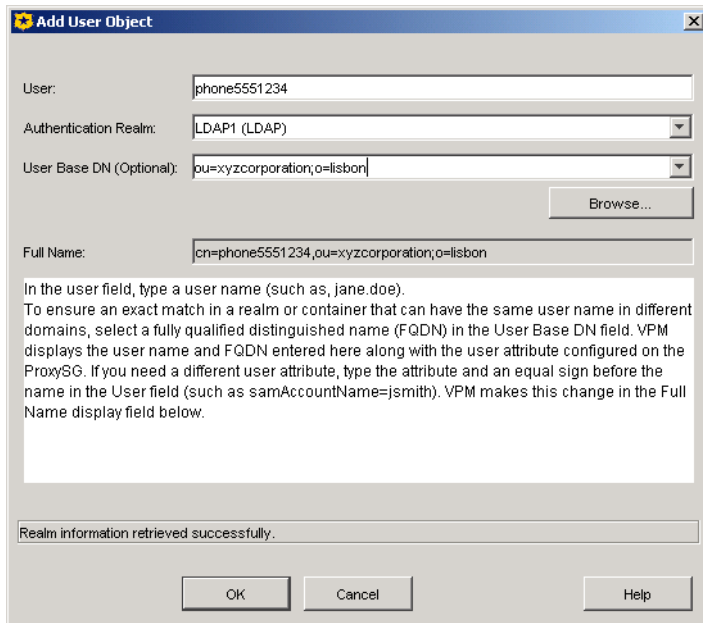 Add User Object
User: phone5551234
Authentication Realm: LDAP1 (LDAP)
User Base DN (Optional): ou=xyzcorporation;o=lisbon
Browse...
Full Name: cn=phone5551234,ou=xyzcorporation;o=lisbon
In the user field, type a user name (such as, jane.doe).
To ensure an exact match in a realm or container that can have the same user name in different
domains, select a fully qualified distinguished name (FQDN) in the User Base DN field. VPM
displays the user name and FQDN entered here along with the user attribute configured on the
ProxySG. If you need a different user attribute, type the attribute and an equal sign before the
name in the User field (such as samAccountName=jsmith). VPM makes this change in the Full
Name display field below.
Realm information retrieved successfully.
OK Cancel Help